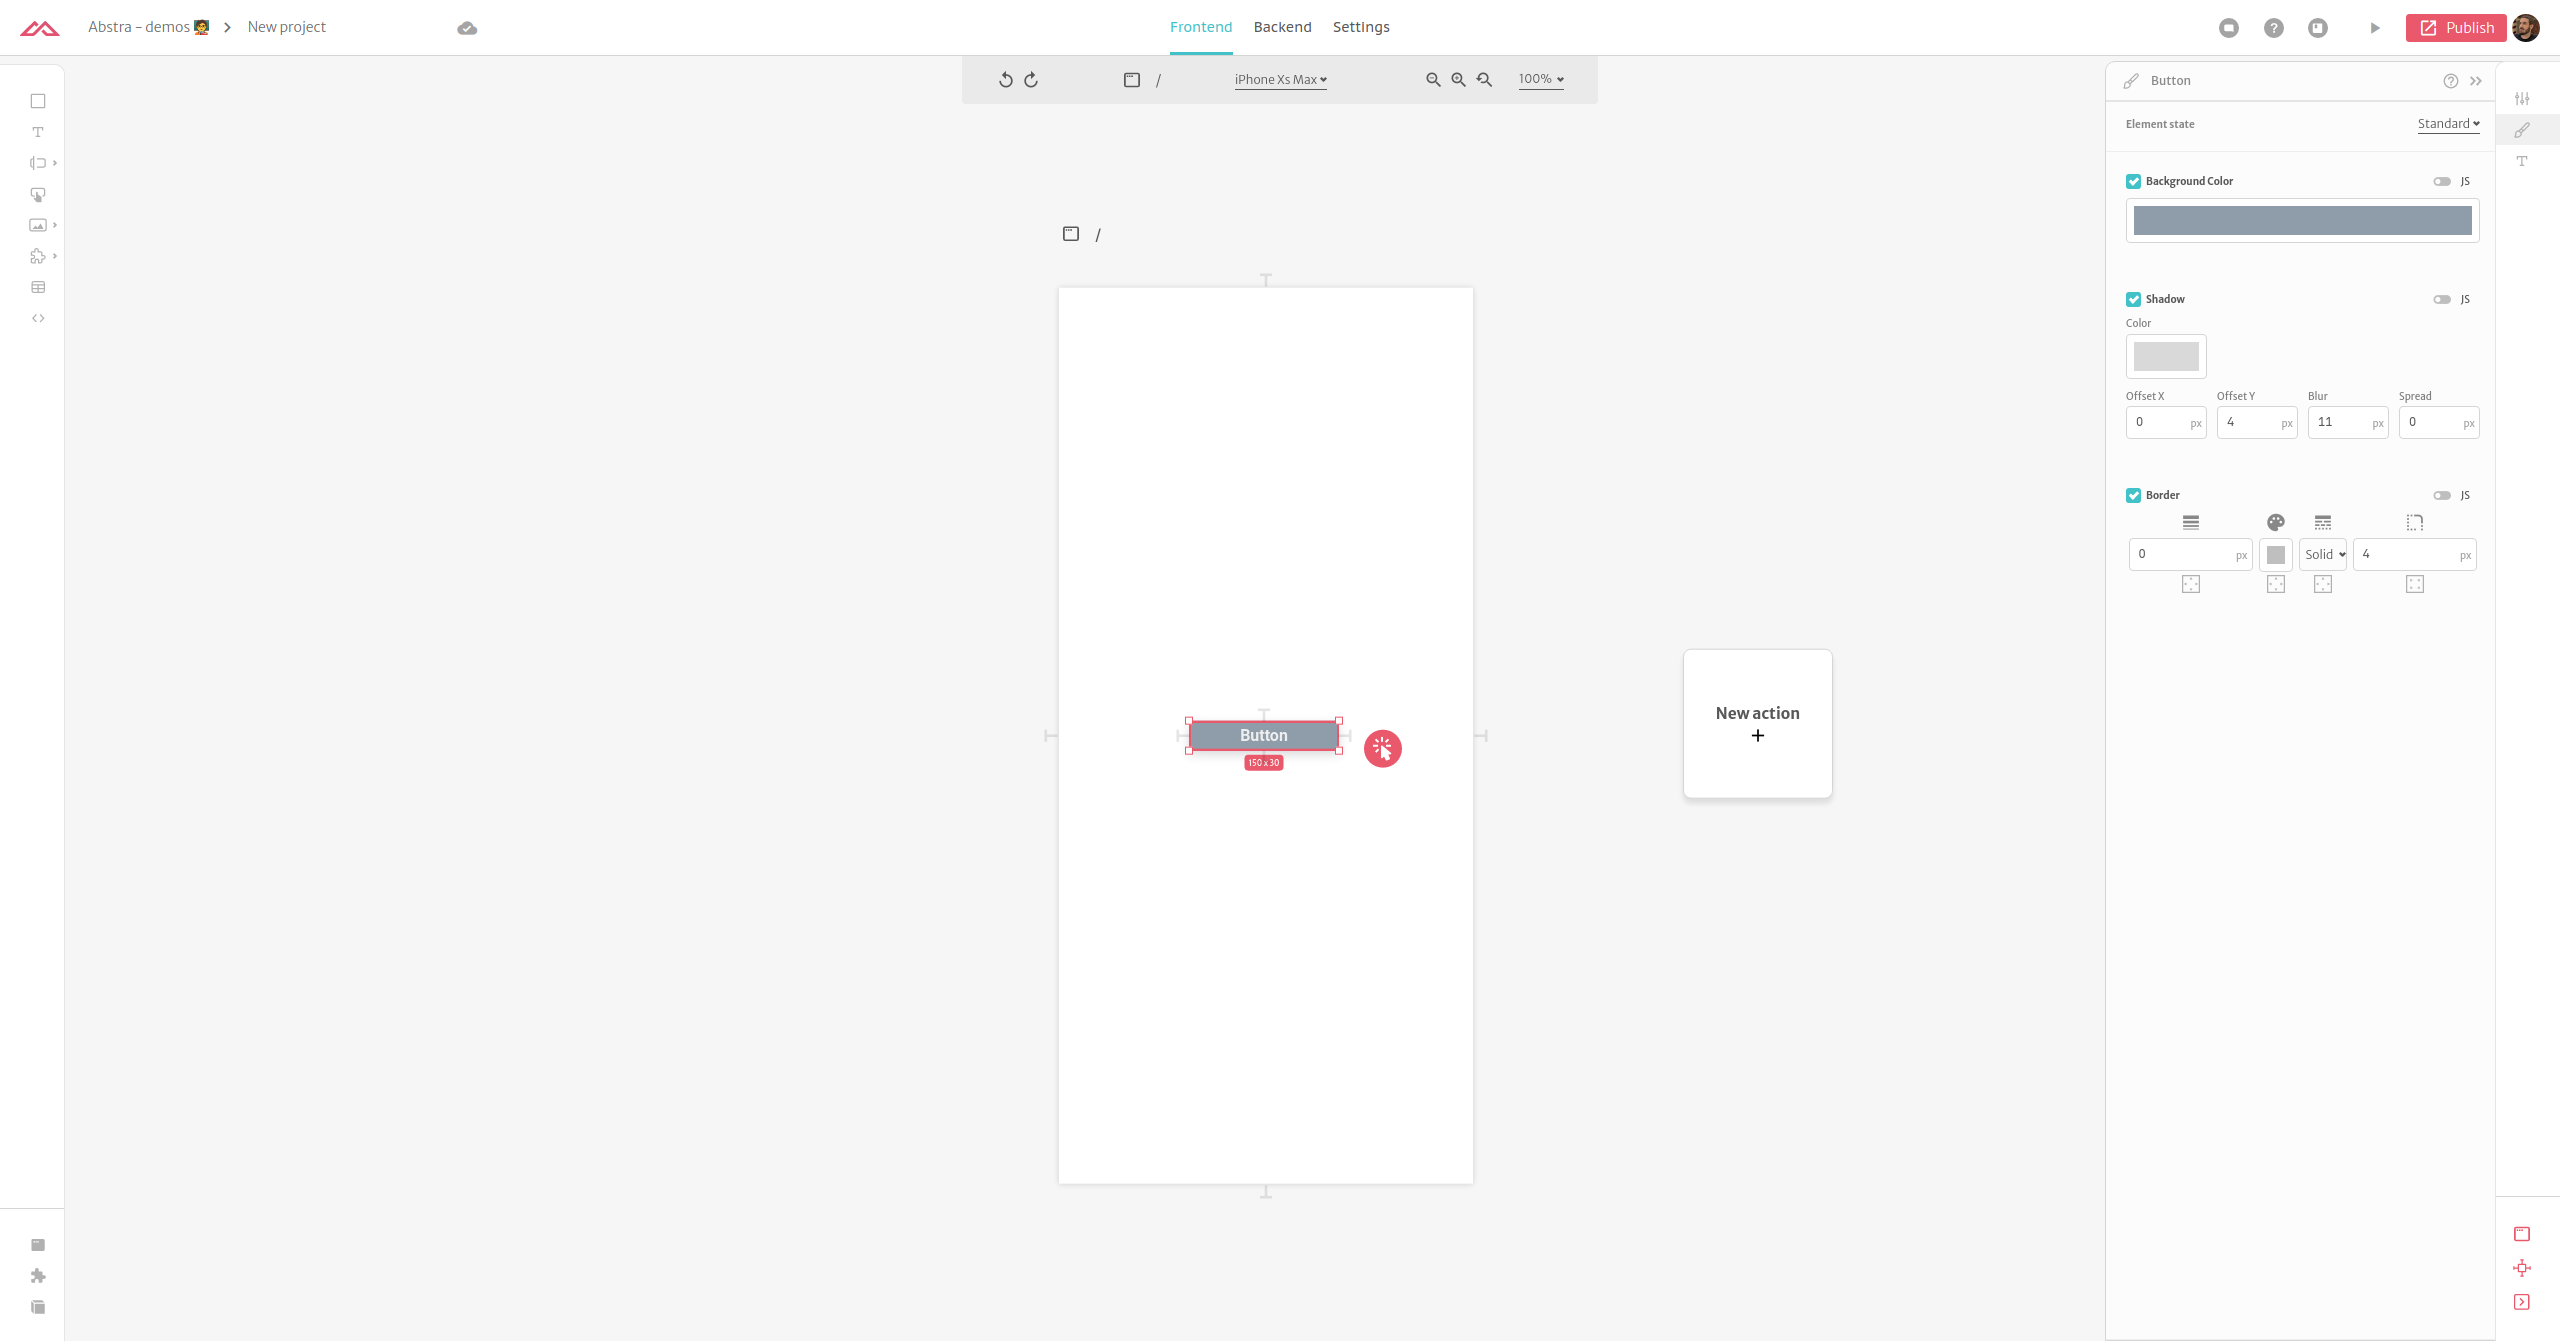 Abstra – demos 🧑‍🏫 > New project
Frontend Backend Settings
? Publish
/ iPhone Xs Max 100%
Button
Element state Standard
Background Color JS
/
Shadow JS
Color
Offset X Offset Y Blur Spread
0 px 4 px 11 px 0 px
Border JS
0 px Solid 4 px
New action
+
Button
150 x 30